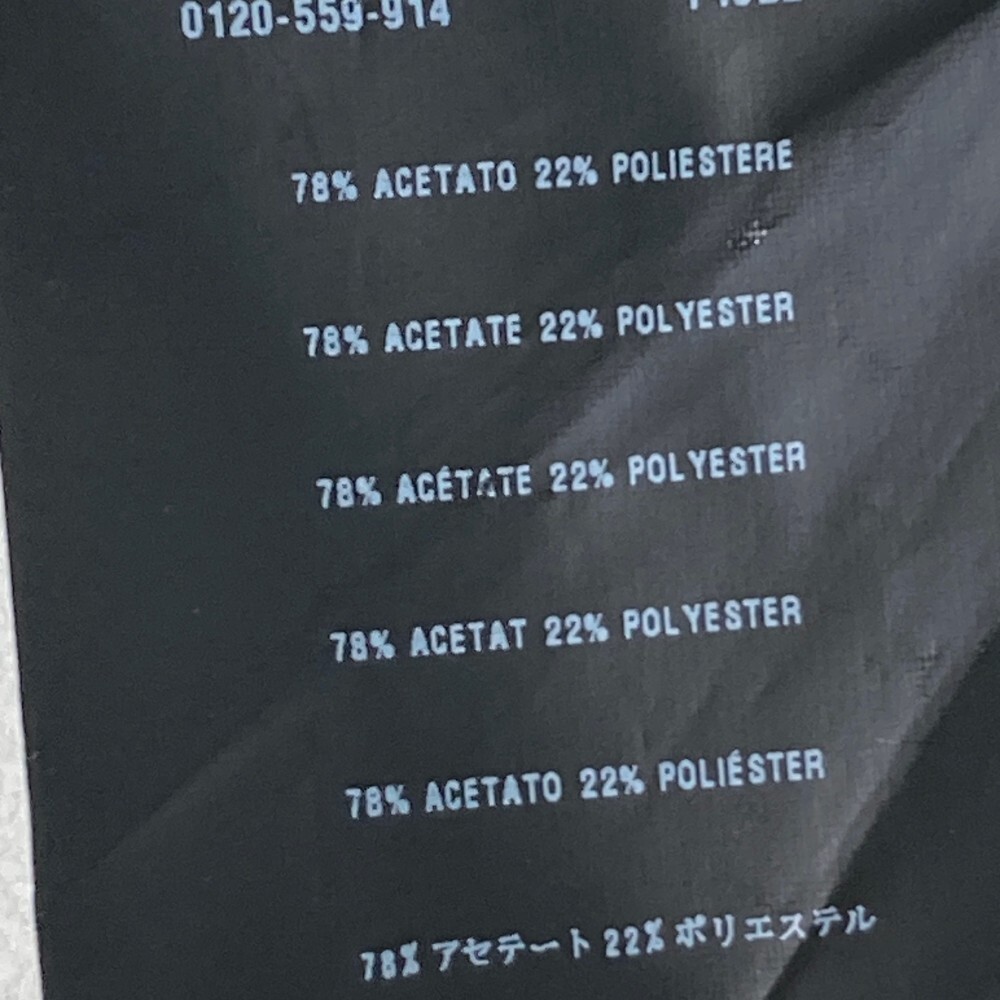 0120-559-914
78% ACETATO 22% POLIESTERE
78% ACETATE 22% POLYESTER
78% ACÉTATE 22% POLYESTER
78% ACETAT 22% POLYESTER
78% ACETATO 22% POLIÉSTER
78% アセテート 22% ポリエステル